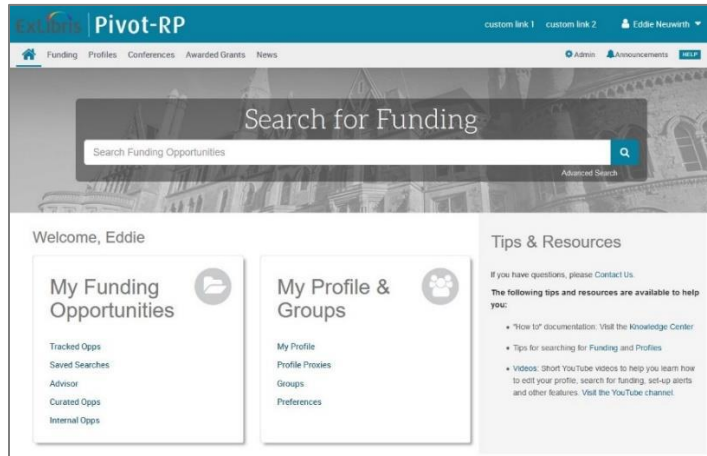 ExLibris | Pivot-RP
custom link 1 custom link 2 Eddie Neuwirth
Funding Profiles Conferences Awarded Grants News
Admin Announcements HELP
Search for Funding
Search Funding Opportunities
Advanced Search
Welcome, Eddie
My Funding
Opportunities
Tracked Opps
Saved Searches
Advisor
Curated Opps
Internal Opps
My Profile &
Groups
My Profile
Profile Proxies
Groups
Preferences
Tips & Resources
If you have questions, please Contact Us.
The following tips and resources are available to help
you:
• "How to" documentation. Visit the Knowledge Center
• Tips for searching for Funding and Profiles
• Videos: Short YouTube videos to help you learn how
to edit your profile, search for funding, set-up alerts
and other features. Visit the YouTube channel.